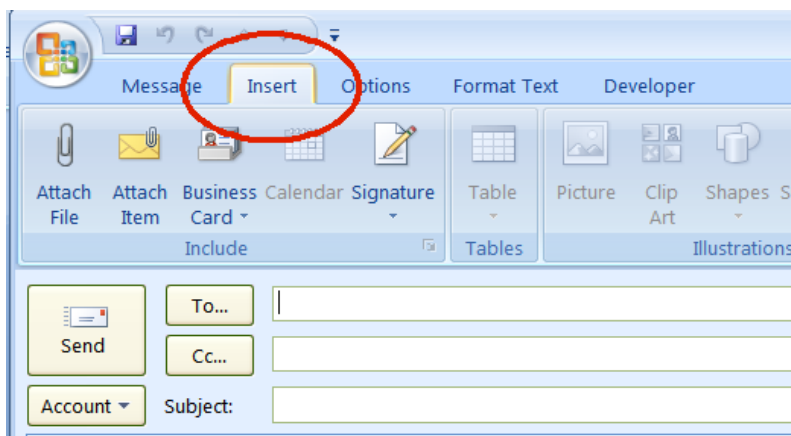 Message Insert Options Format Text Developer
Attach Attach Business Calendar Signature Table Picture Clip Shapes S
File Item Card Art
Include Tables Illustrations
To...
Send
Cc...
Account Subject: